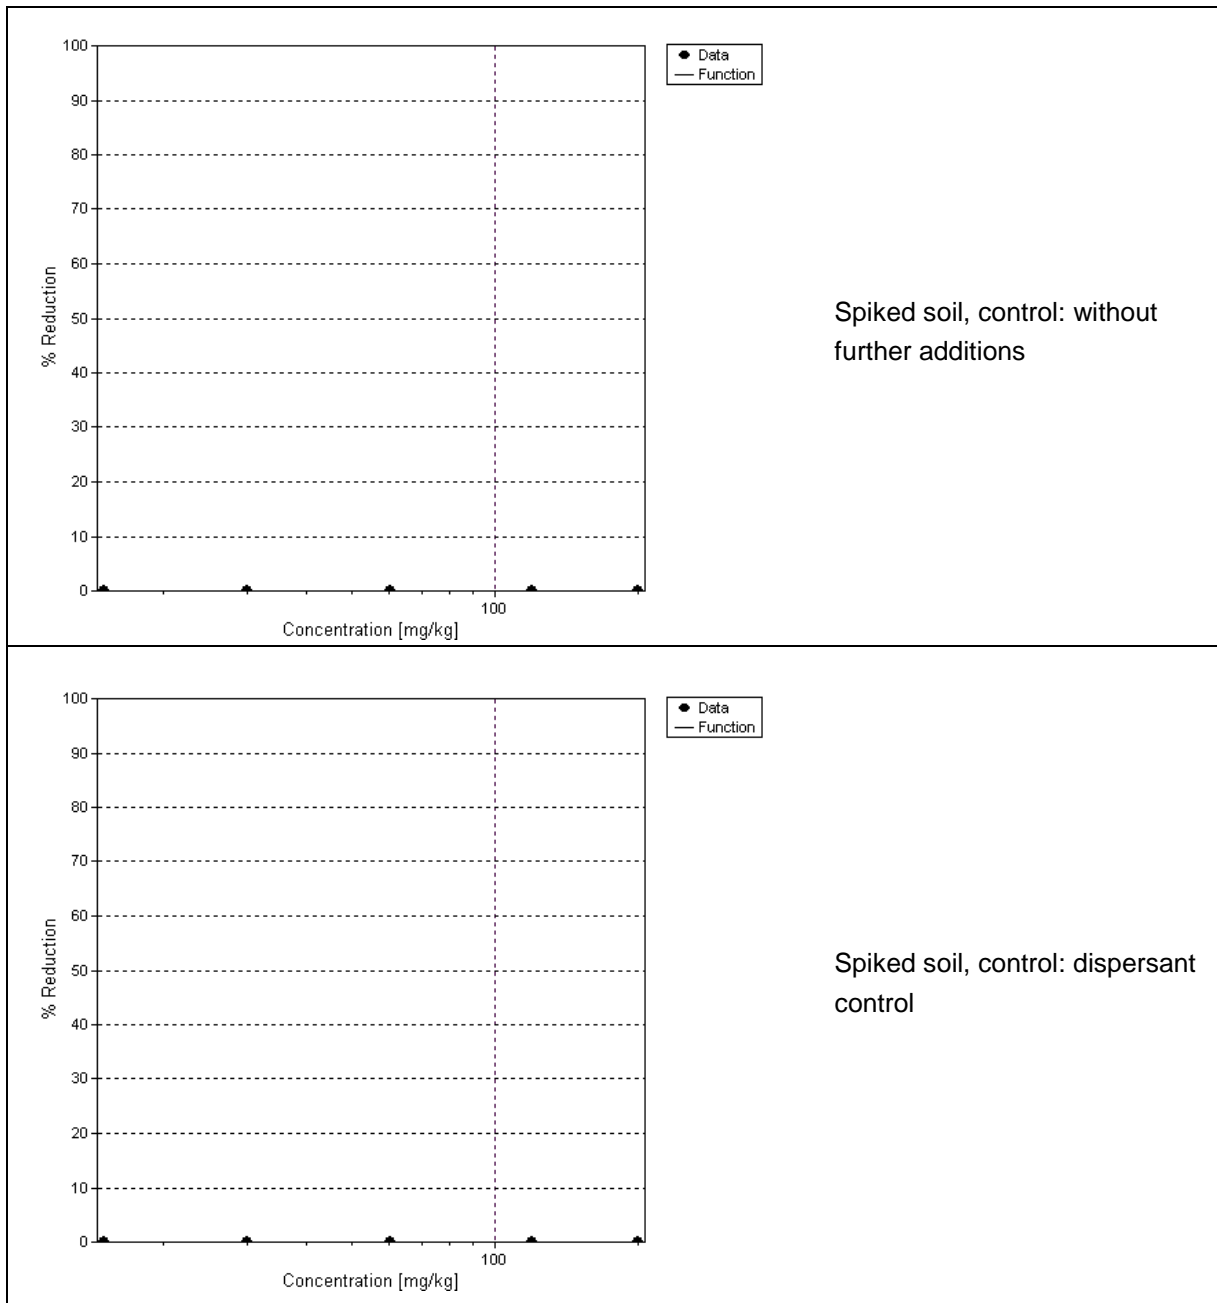 100
90
80
70
60
50
40
30
20
10
0
% Reduction
100
Concentration [mg/kg]
Data
Function
Spiked soil, control: without
further additions
100
90
80
70
60
50
40
30
20
10
0
% Reduction
100
Concentration [mg/kg]
Data
Function
Spiked soil, control: dispersant
control